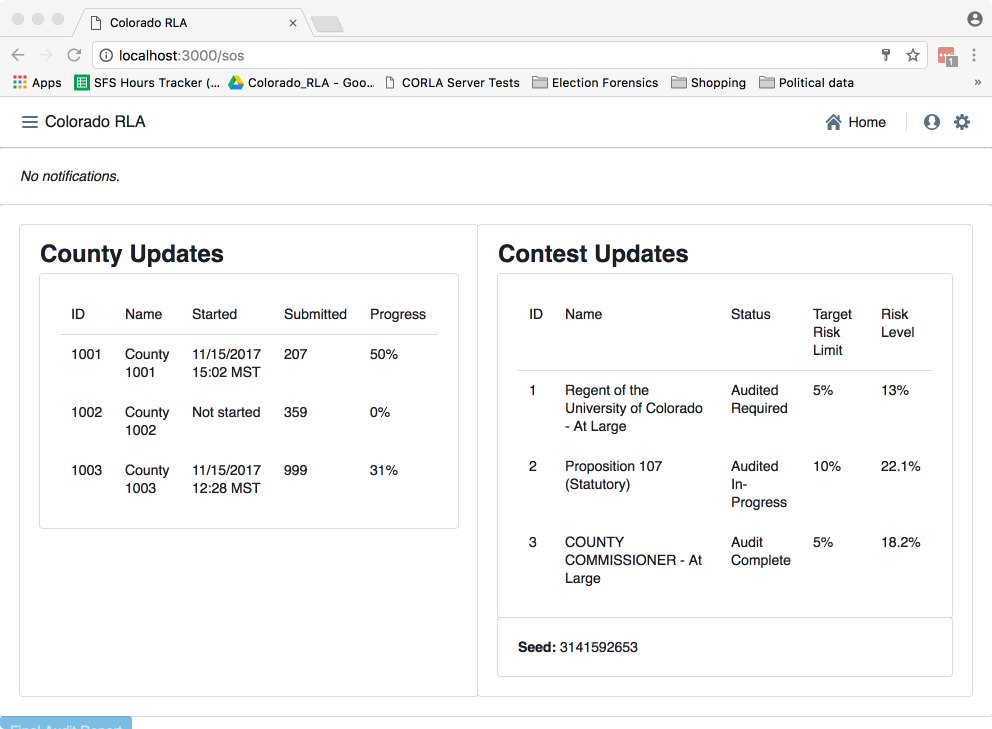 Colorado RLA
localhost:3000/sos
1
Apps SFS Hours Tracker (... Colorado_RLA - Goo... CORLA Server Tests Election Forensics Shopping Political data »
Colorado RLA Home
No notifications.
County Updates
ID Name Started Submitted Progress
1001 County 11/15/2017 207 50%
1001 15:02 MST
1002 County Not started 359 0%
1002
1003 County 11/15/2017 999 31%
1003 12:28 MST
Contest Updates
ID Name Status Target Risk
Risk Level
Limit
1 Regent of the Audited 5% 13%
University of Colorado Required
- At Large
2 Proposition 107 Audited 10% 22.1%
(Statutory) In-
Progress
3 COUNTY Audit 5% 18.2%
COMMISSIONER - At Complete
Large
Seed: 3141592653
Final Audit Report